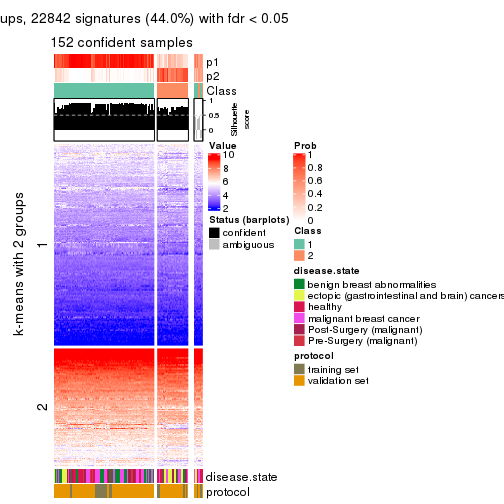 ups, 22842 signatures (44.0%) with fdr < 0.05
152 confident samples
p1
p2
Class
1
0.5
0
Silhouette
score
k-means with 2 groups
1
2
disease.state
protocol
Value
10
8
6
4
2
Status (barplots)
confident
ambiguous
Prob
1
0.8
0.6
0.4
0.2
0
Class
1
2
disease.state
benign breast abnormalities
ectopic (gastrointestinal and brain) cancers
healthy
malignant breast cancer
Post-Surgery (malignant)
Pre-Surgery (malignant)
protocol
training set
validation set